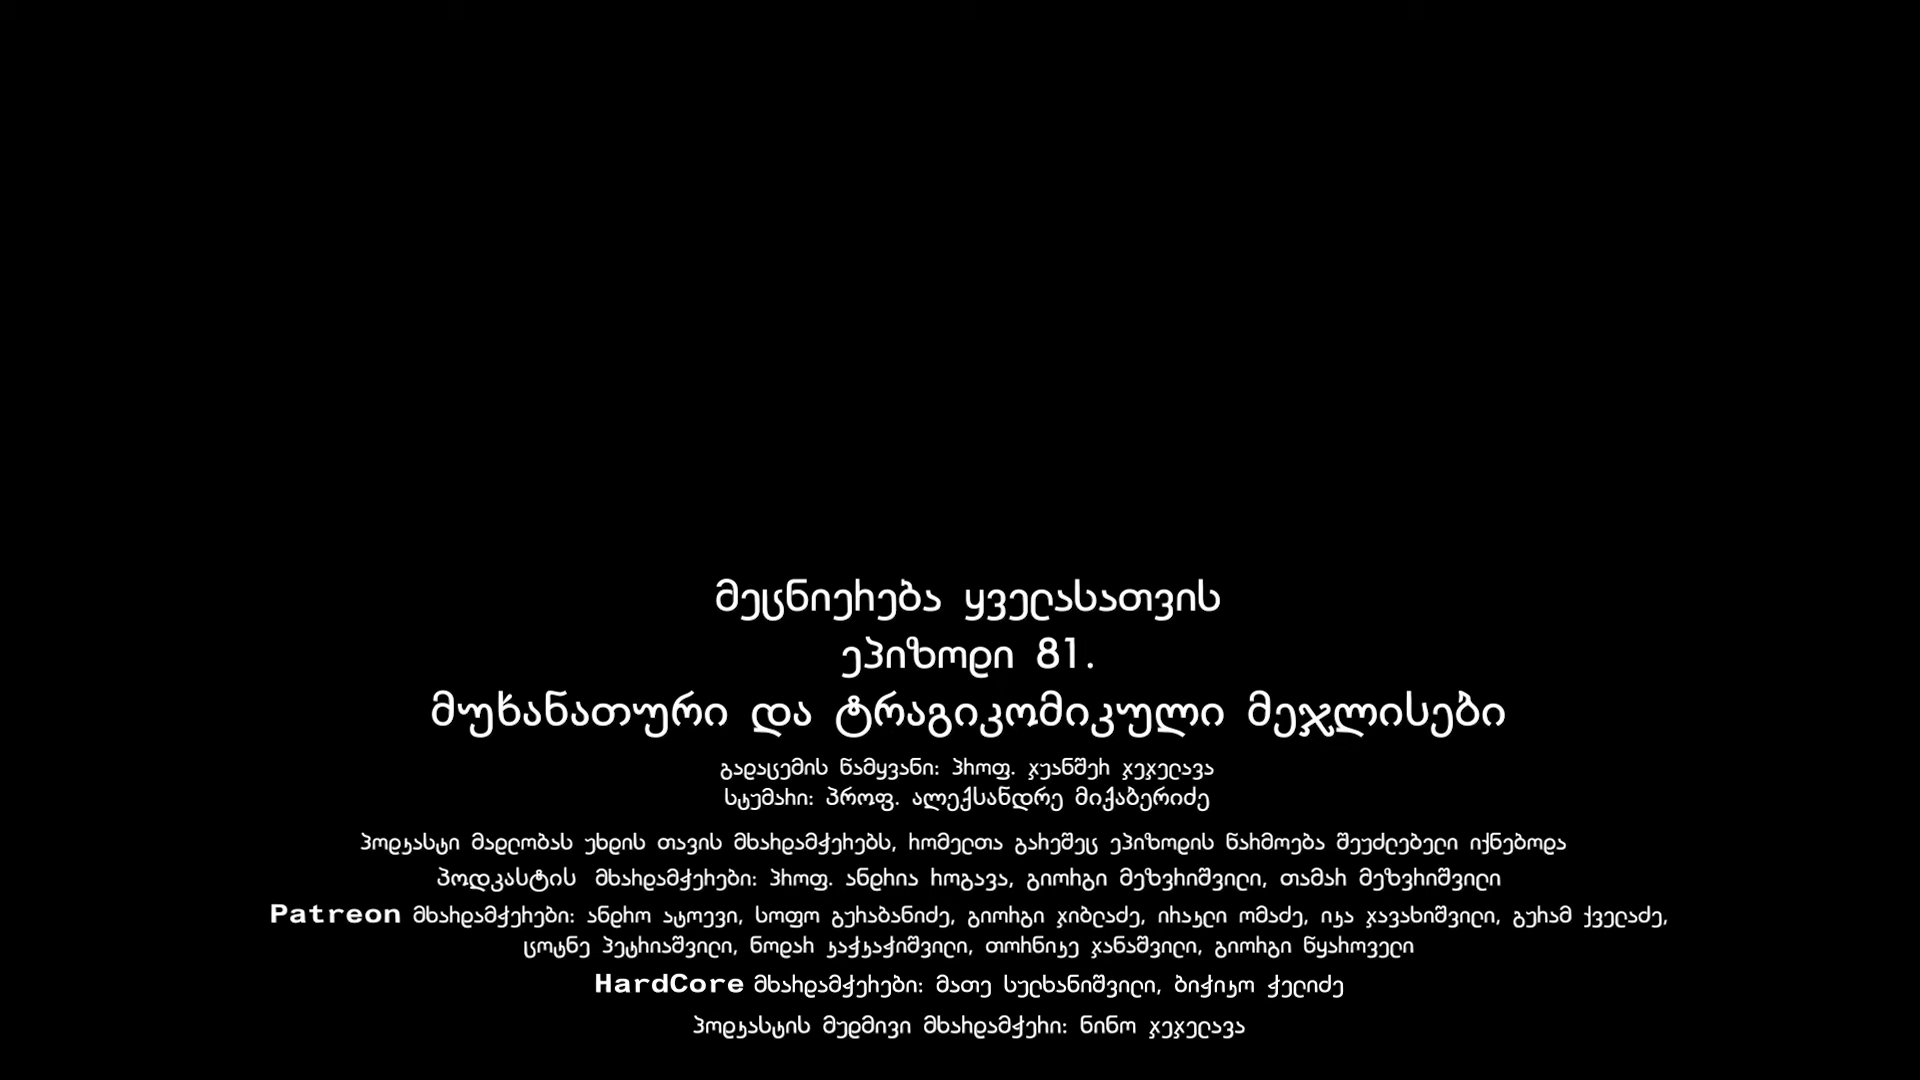 მეცნიერება ყველასათვის
ეპიზოდი 81.
მუხანათური და ტრაგიკომიკული მეჯლისები
გადაცემის წამყვანი: პროფ. ჯუანშერ ჯეჯელავა
სტუმარი: პროფ. ალექსანდრე მიქაბერიძე
პოდკასტი მადლობას უხდის თავის მხარდამჭერებს, რომელთა გარეშეც ეპიზოდის წარმოება შეუძლებელი იქნებოდა
პოდკასტის მხარდამჭერები: პროფ. ანდრია როგავა, გიორგი მეზვრიშვილი, თამარ მეზვრიშვილი
Patreon მხარდამჭერები: ანდრო ატოევი, სოფო გურაბანიძე, გიორგი ჯიბლაძე, ირაკლი ომაძე, იკა ჯავახიშვილი, გურამ ქველაძე,
ცოტნე პეტრიაშვილი, ნოდარ კაჭკაჭიშვილი, თორნიკე ჯანაშვილი, გიორგი წყაროველი
HardCore მხარდამჭერები: მათე სულხანიშვილი, ბიჭიკო ჭელიძე
პოდკასტის მუდმივი მხარდამჭერი: ნინო ჯეჯელავა